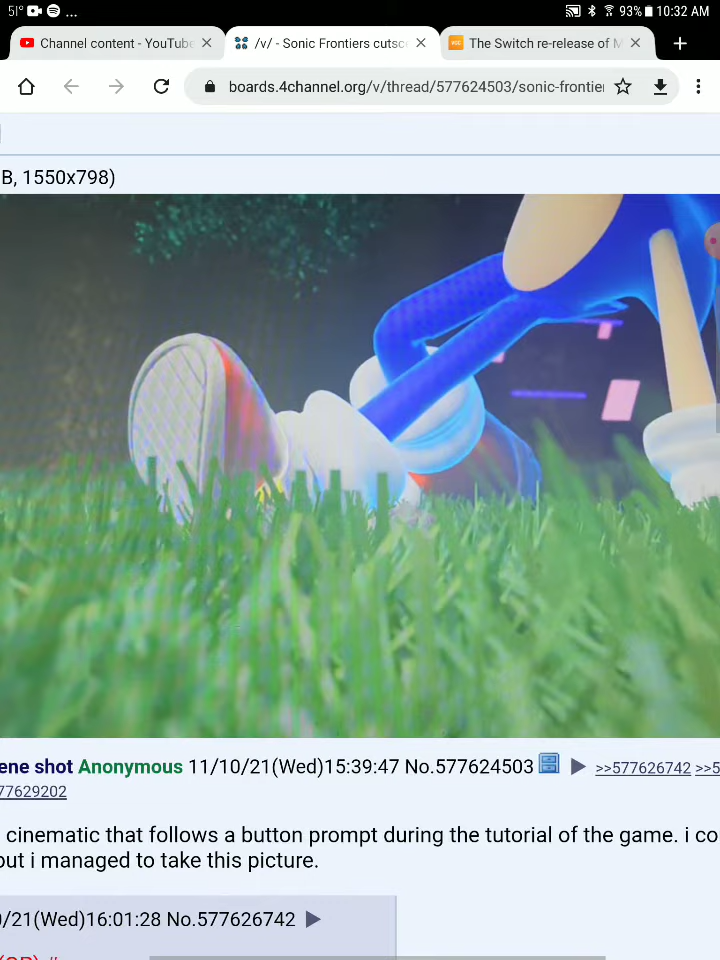 51° ... 93% 10:32 AM
Channel content - YouTube /v/ - Sonic Frontiers cutsc The Switch re-release of M
boards.4channel.org/v/thread/577624503/sonic-frontier
B, 1550x798)
ene shot Anonymous 11/10/21(Wed)15:39:47 No.577624503 >>577626742 >>5
77629202
cinematic that follows a button prompt during the tutorial of the game. i co
but i managed to take this picture.
0/21(Wed)16:01:28 No.577626742